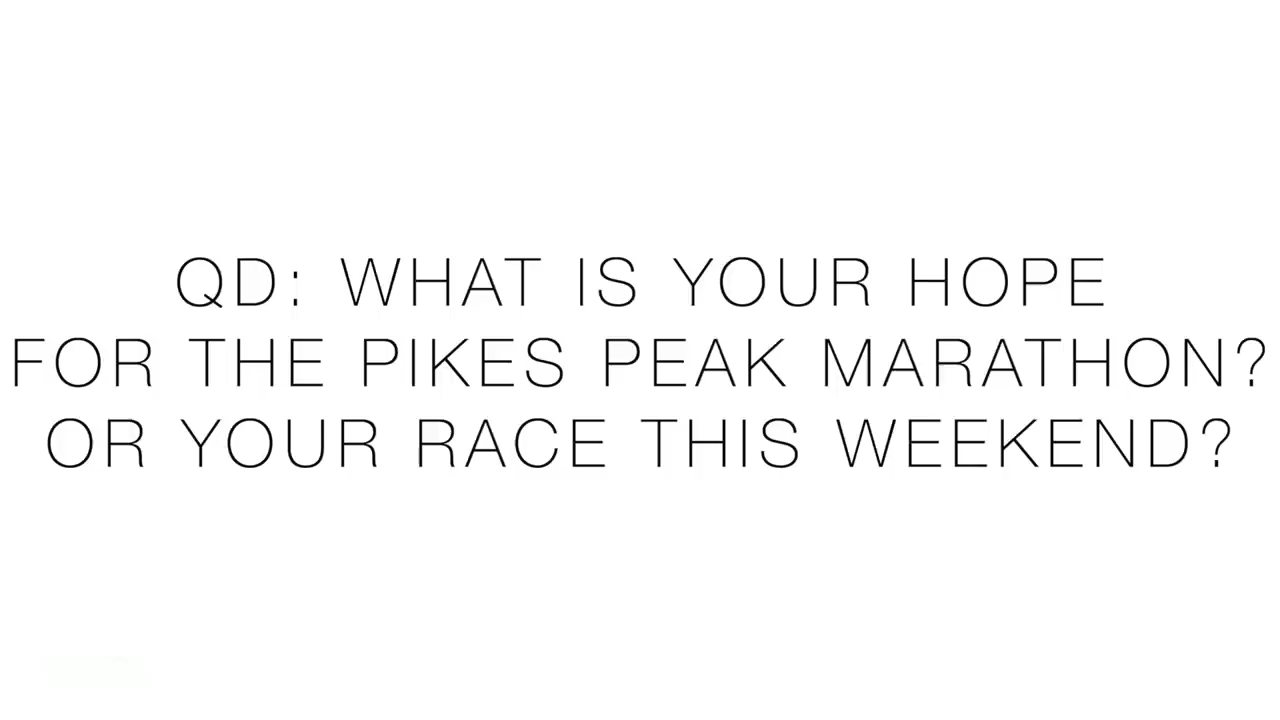 QD: WHAT IS YOUR HOPE
FOR THE PIKES PEAK MARATHON?
OR YOUR RACE THIS WEEKEND?